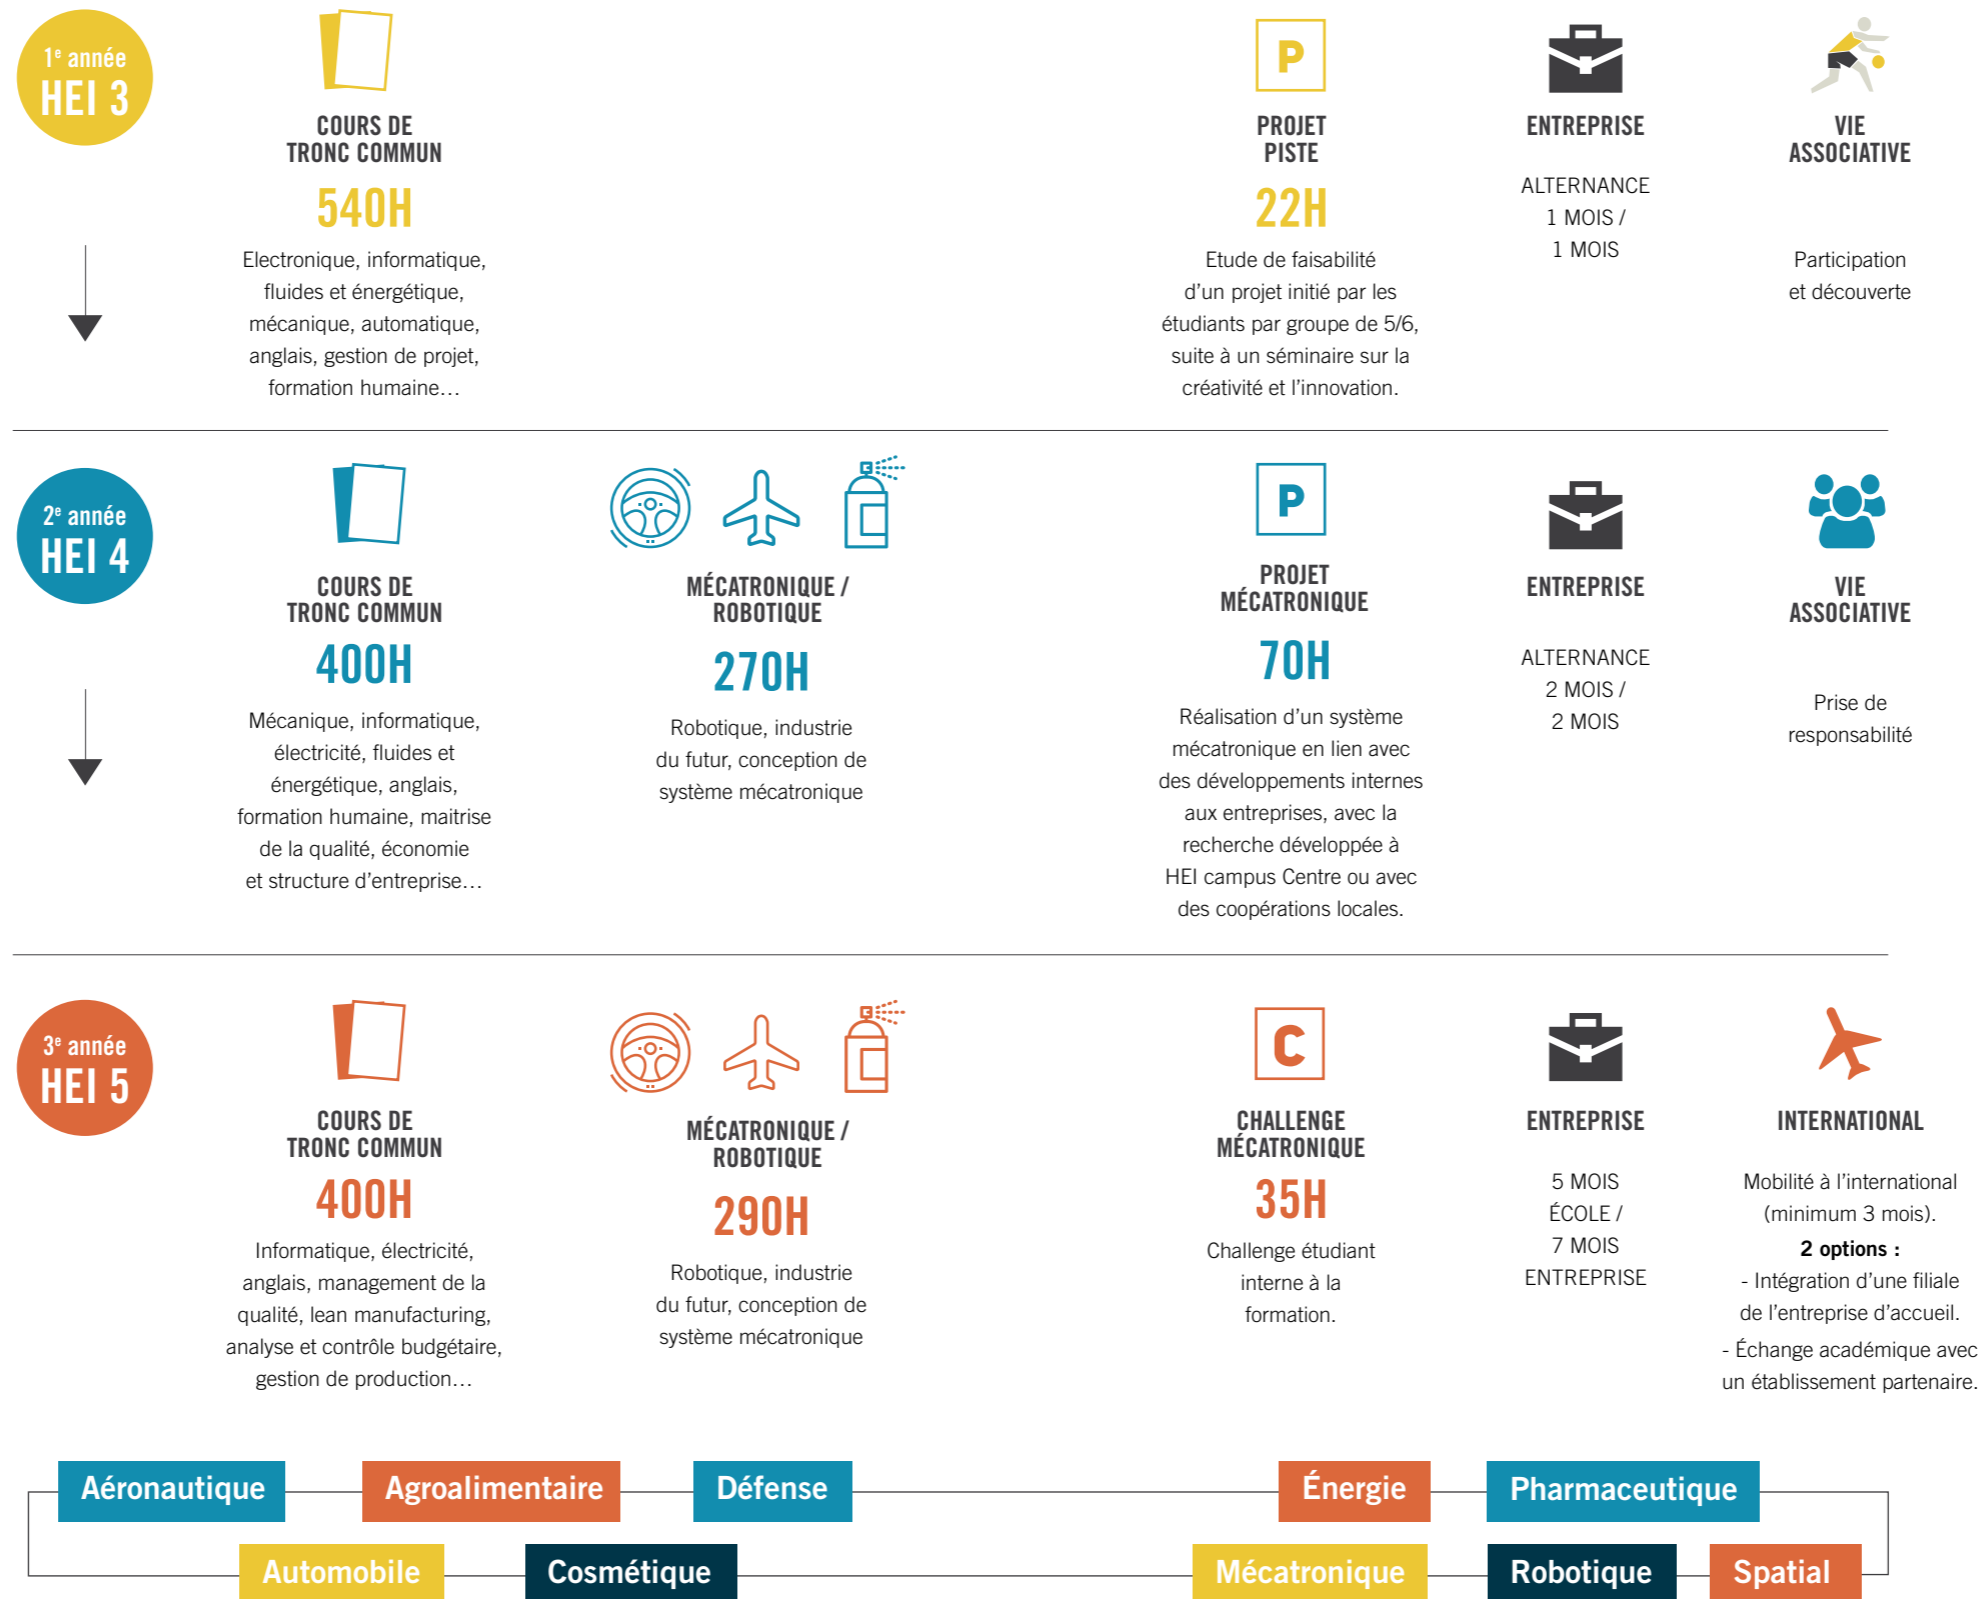 1e année
HEI 3
COURS DE
TRONC COMMUN
540H
Electronique, informatique,
fluides et énergétique,
mécanique, automatique,
anglais, gestion de projet,
formation humaine…
P
PROJET
PISTE
22H
Etude de faisabilité
d'un projet initié par les
étudiants par groupe de 5/6,
suite à un séminaire sur la
créativité et l'innovation.
ENTREPRISE
ALTERNANCE
1 MOIS /
1 MOIS
VIE
ASSOCIATIVE
Participation
et découverte
2e année
HEI 4
COURS DE
TRONC COMMUN
400H
Mécanique, informatique,
électricité, fluides et
énergétique, anglais,
formation humaine, maitrise
de la qualité, économie
et structure d'entreprise…
MÉCATRONIQUE /
ROBOTIQUE
270H
Robotique, industrie
du futur, conception de
système mécatronique
P
PROJET
MÉCATRONIQUE
70H
Réalisation d'un système
mécatronique en lien avec
des développements internes
aux entreprises, avec la
recherche développée à
HEI campus Centre ou avec
des coopérations locales.
ENTREPRISE
ALTERNANCE
2 MOIS /
2 MOIS
VIE
ASSOCIATIVE
Prise de
responsabilité
3e année
HEI 5
COURS DE
TRONC COMMUN
400H
Informatique, électricité,
anglais, management de la
qualité, lean manufacturing,
analyse et contrôle budgétaire,
gestion de production…
MÉCATRONIQUE /
ROBOTIQUE
290H
Robotique, industrie
du futur, conception de
système mécatronique
C
CHALLENGE
MÉCATRONIQUE
35H
Challenge étudiant
interne à la
formation.
ENTREPRISE
5 MOIS
ÉCOLE /
7 MOIS
ENTREPRISE
INTERNATIONAL
Mobilité à l'international
(minimum 3 mois).
2 options :
- Intégration d'une filiale
de l'entreprise d'accueil.
- Échange académique avec
un établissement partenaire.
Aéronautique
Agroalimentaire
Défense
Énergie
Pharmaceutique
Automobile
Cosmétique
Mécatronique
Robotique
Spatial